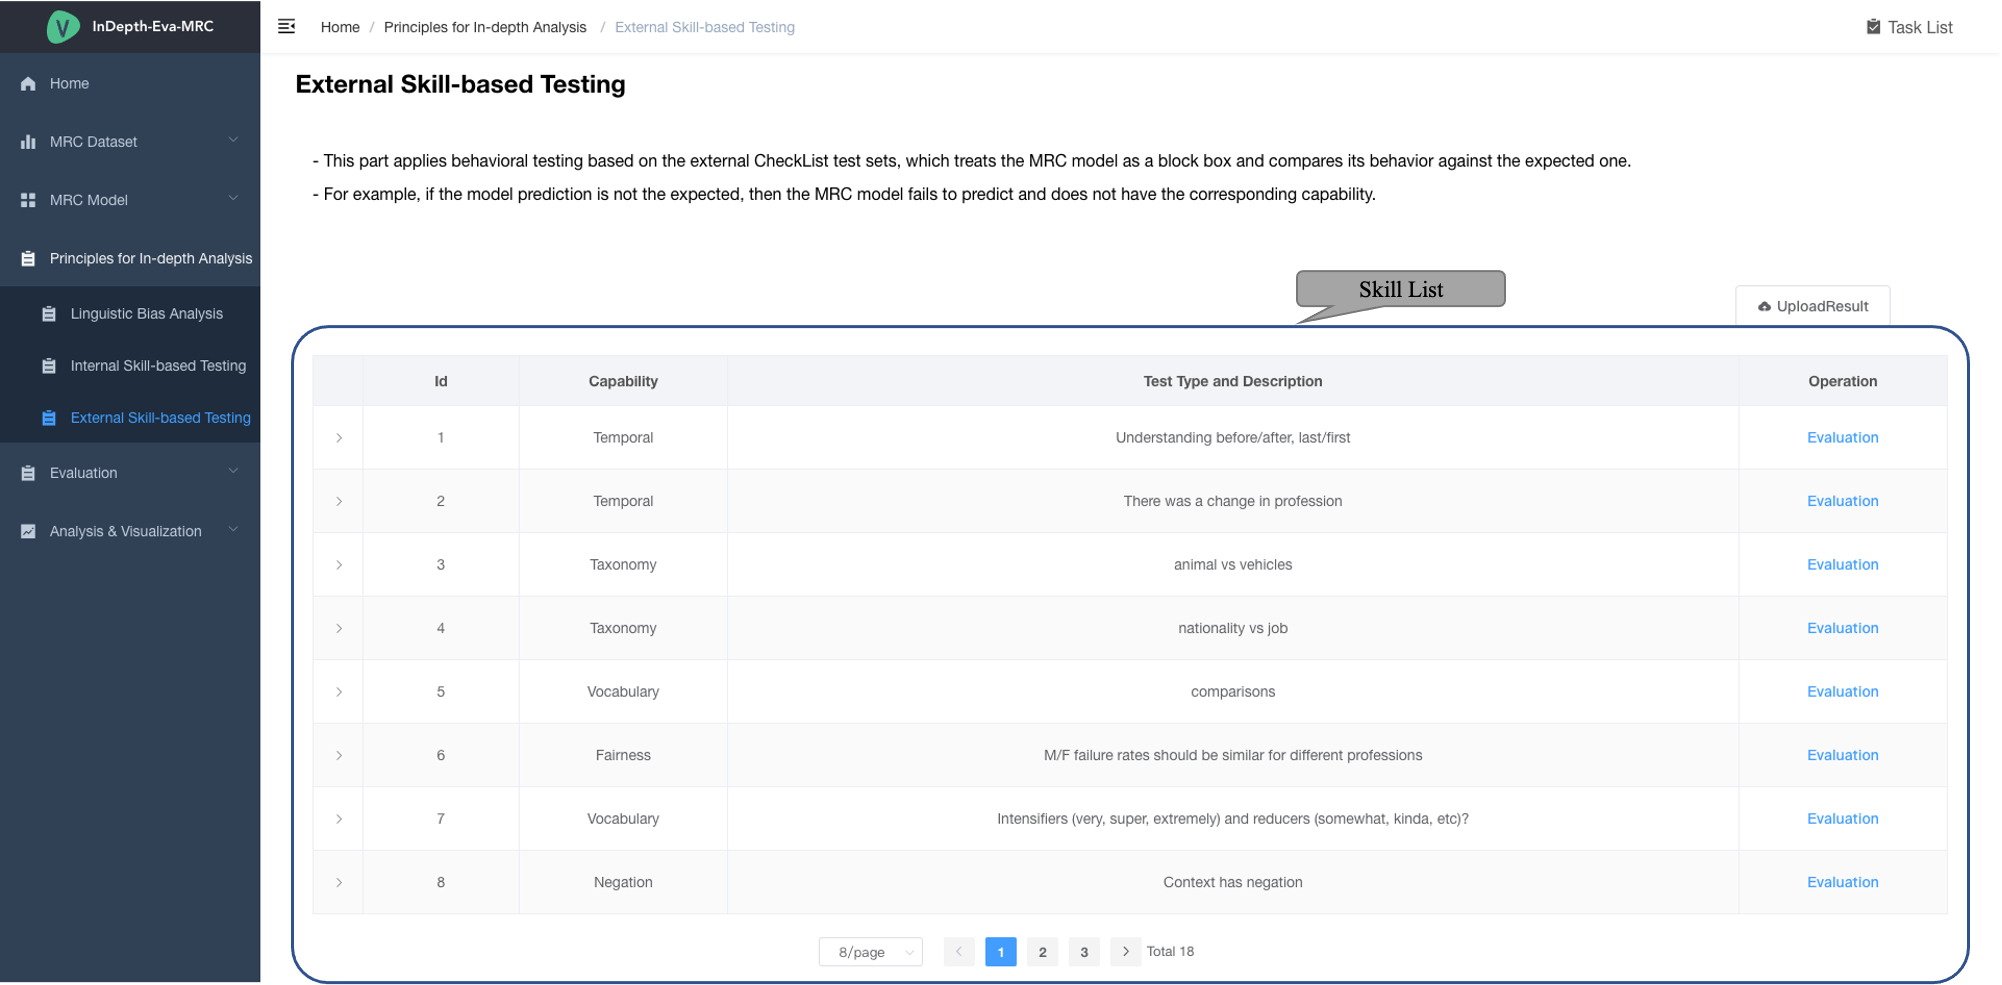 InDepth-Eva-MRC
Home / Principles for In-depth Analysis / External Skill-based Testing
Task List
Home
MRC Dataset
MRC Model
Principles for In-depth Analysis
Linguistic Bias Analysis
Internal Skill-based Testing
External Skill-based Testing
Evaluation
Analysis & Visualization
External Skill-based Testing
- This part applies behavioral testing based on the external CheckList test sets, which treats the MRC model as a block box and compares its behavior against the expected one.
- For example, if the model prediction is not the expected, then the MRC model fails to predict and does not have the corresponding capability.
Skill List
UploadResult
Id Capability Test Type and Description Operation
1 Temporal Understanding before/after, last/first Evaluation
2 Temporal There was a change in profession Evaluation
3 Taxonomy animal vs vehicles Evaluation
4 Taxonomy nationality vs job Evaluation
5 Vocabulary comparisons Evaluation
6 Fairness M/F failure rates should be similar for different professions Evaluation
7 Vocabulary Intensifiers (very, super, extremely) and reducers (somewhat, kinda, etc)? Evaluation
8 Negation Context has negation Evaluation
8/page 1 2 3 Total 18